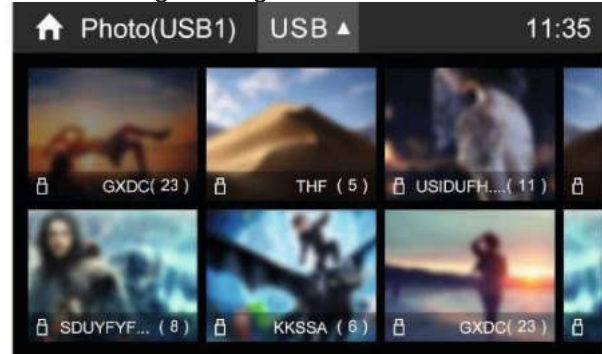 Photo(USB1) USB ▲ 11:35
GXDC( 23 ) THF ( 5 ) USIDUFH....( 11 )
SDUYFYF... ( 8 ) KKSSA ( 6 ) GXDC( 23 )